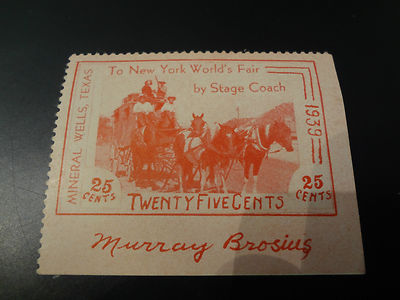 To New York World's Fair
by Stage Coach
MINERAL WELLS, TEXAS
1939
25 CENTS
25 CENTS
TWENTY FIVE CENTS
Murray Brosius